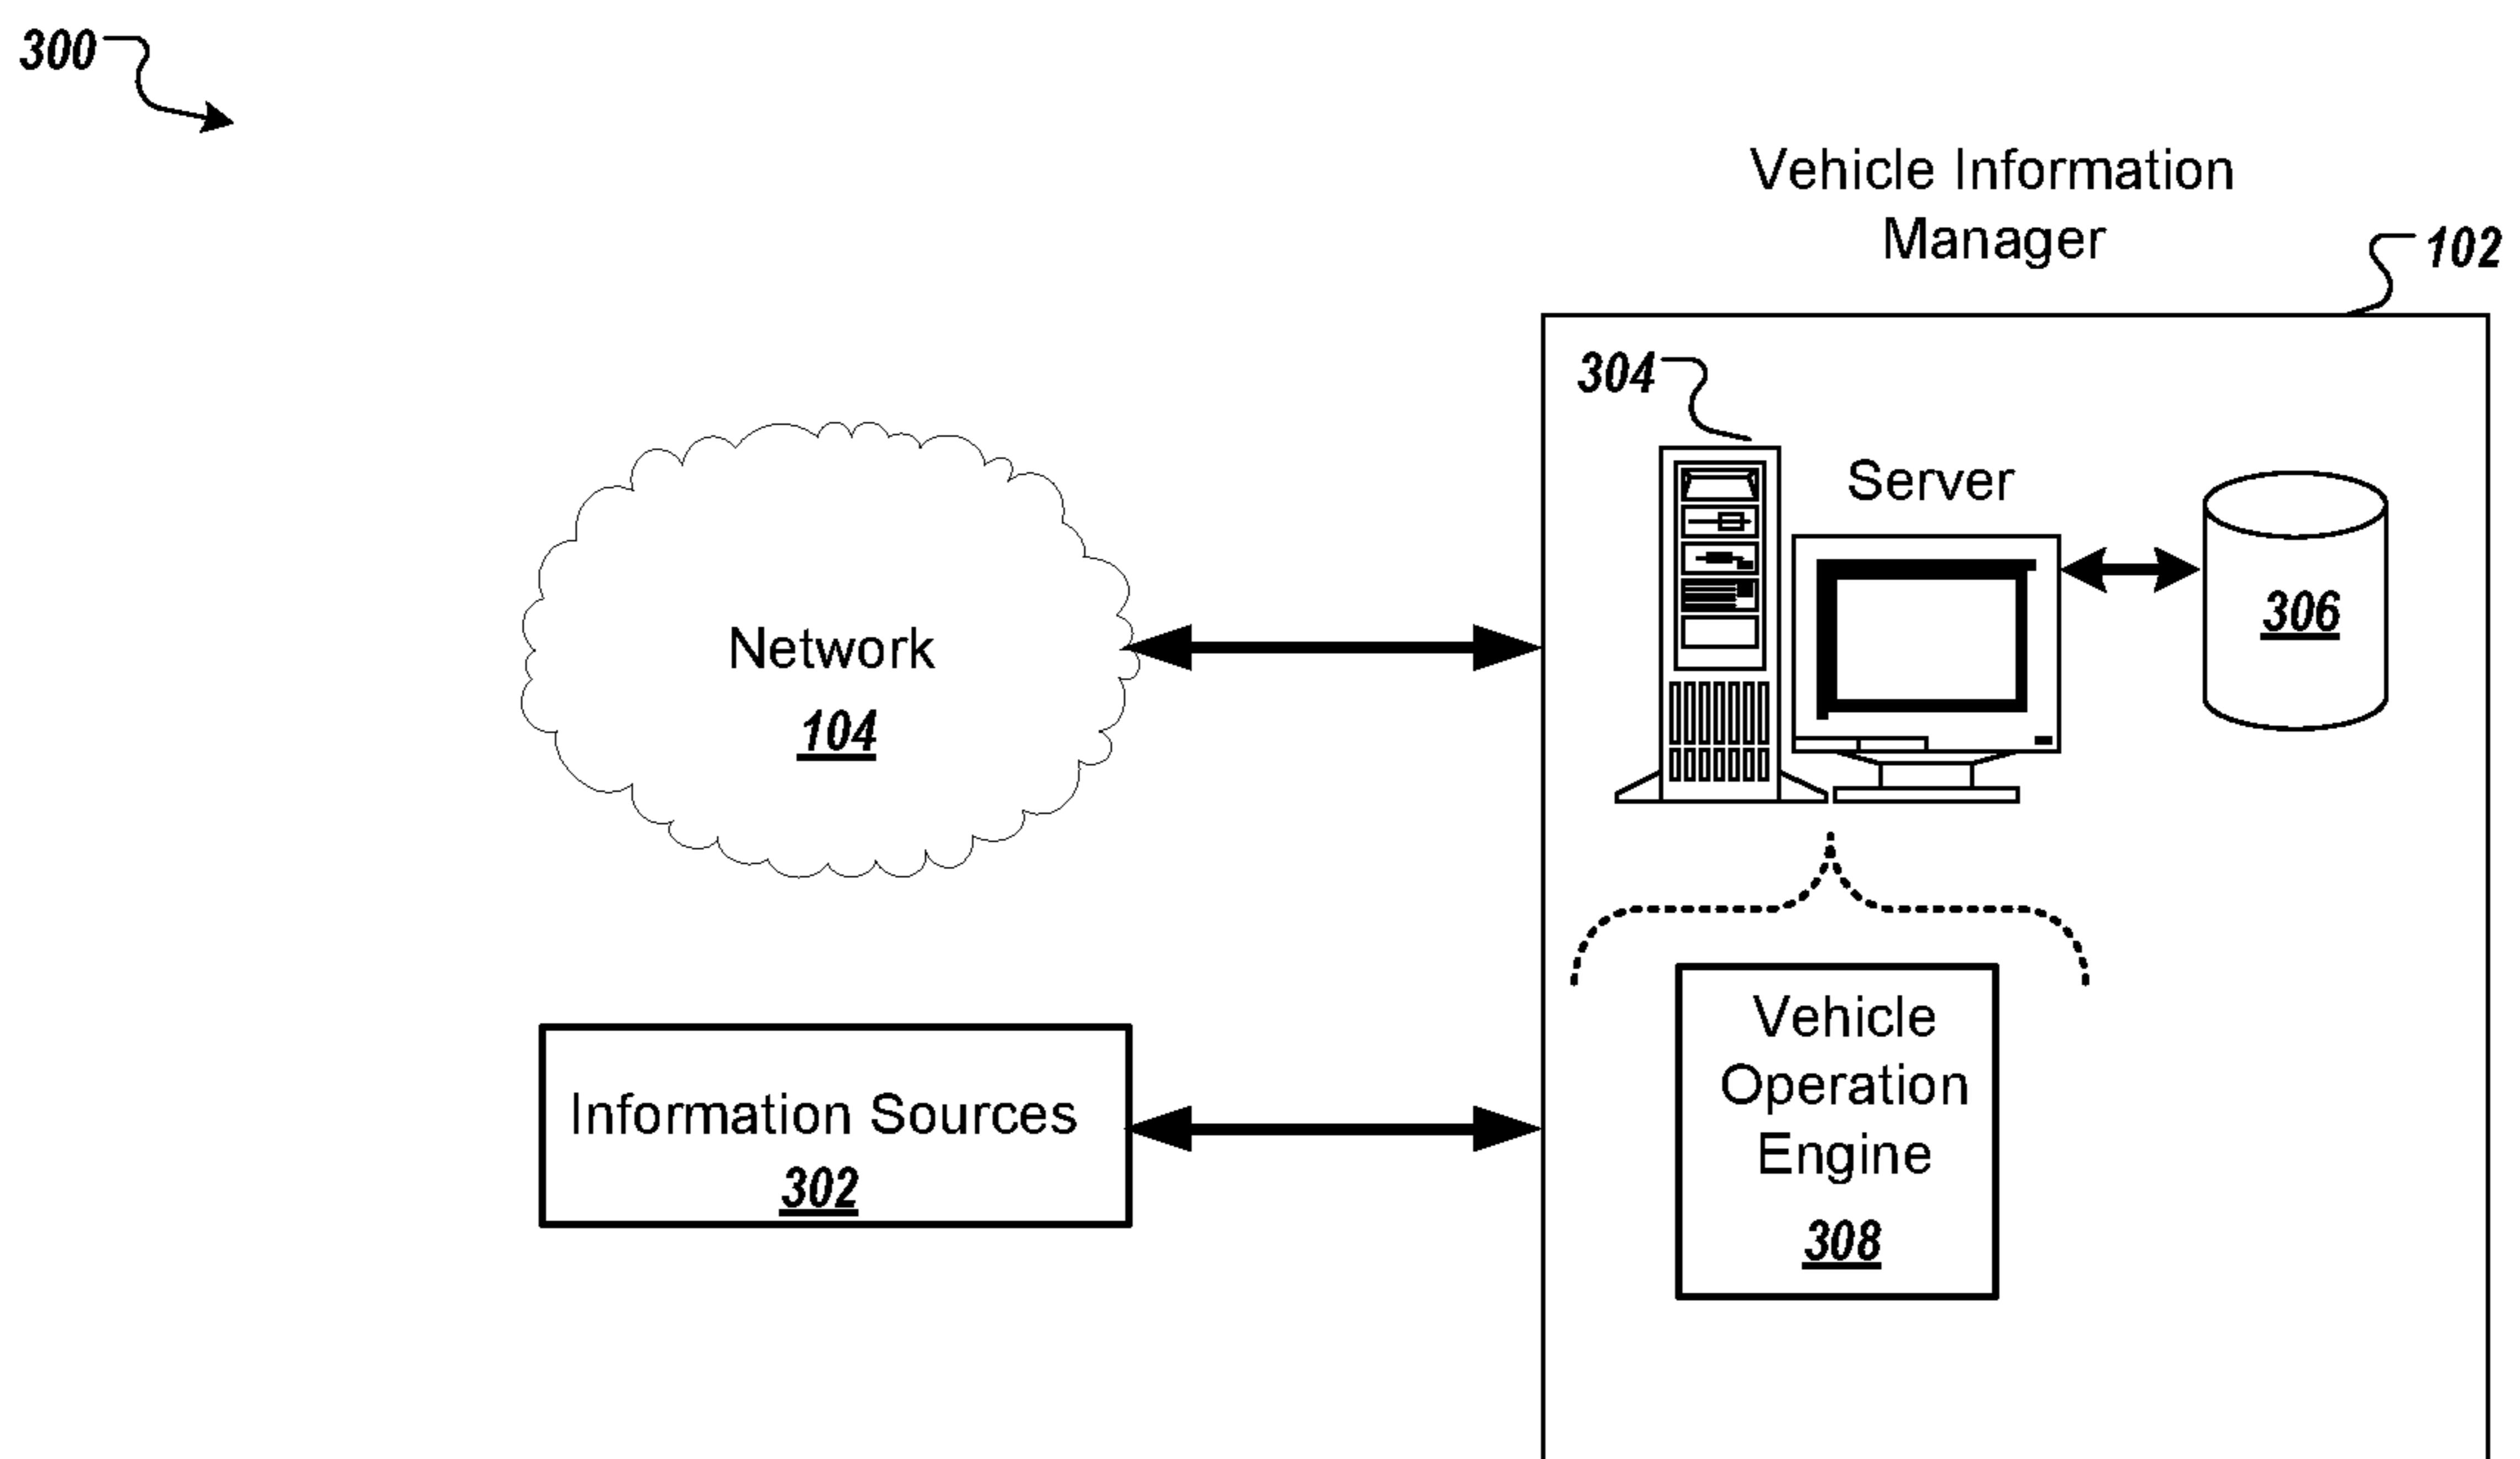 300
Vehicle Information
Manager
102
304
Server
306
Network
104
Vehicle
Operation
Engine
308
Information Sources
302